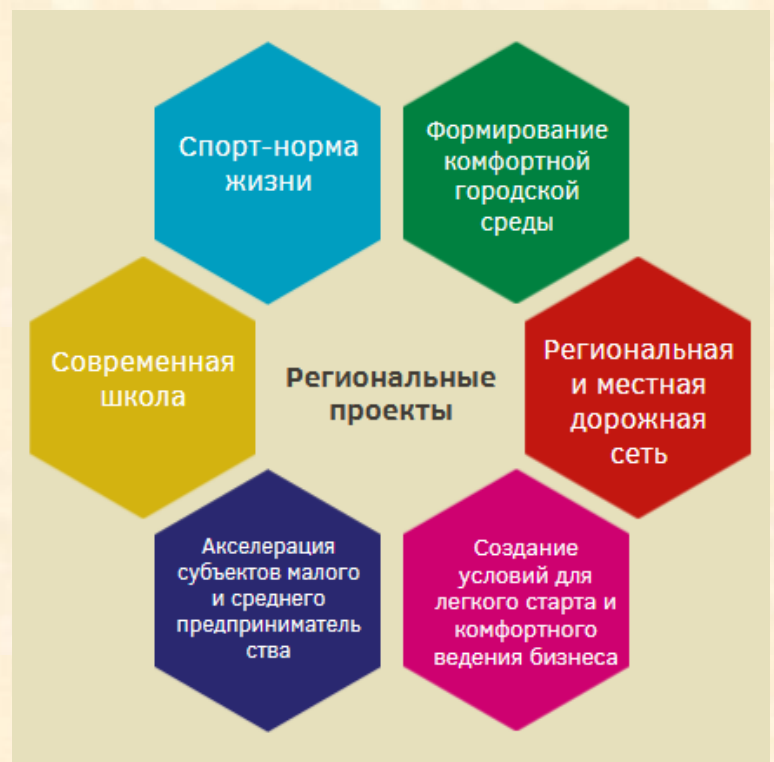 Спорт-норма
жизни
Формирование
комфортной
городской
среды
Современная
школа
Региональные
проекты
Региональная
и местная
дорожная
сеть
Акселерация
субъектов малого
и среднего
предприниматель
ства
Создание
условий для
легкого старта и
комфортного
ведения бизнеса